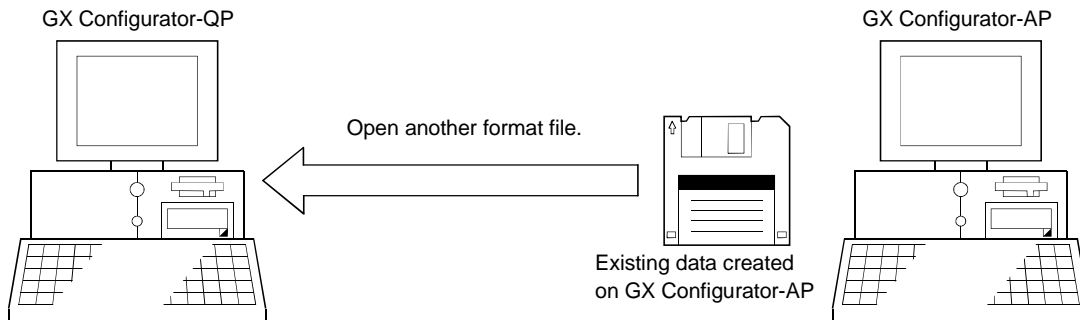 GX Configurator-QP
GX Configurator-AP
Open another format file.
Existing data created
on GX Configurator-AP